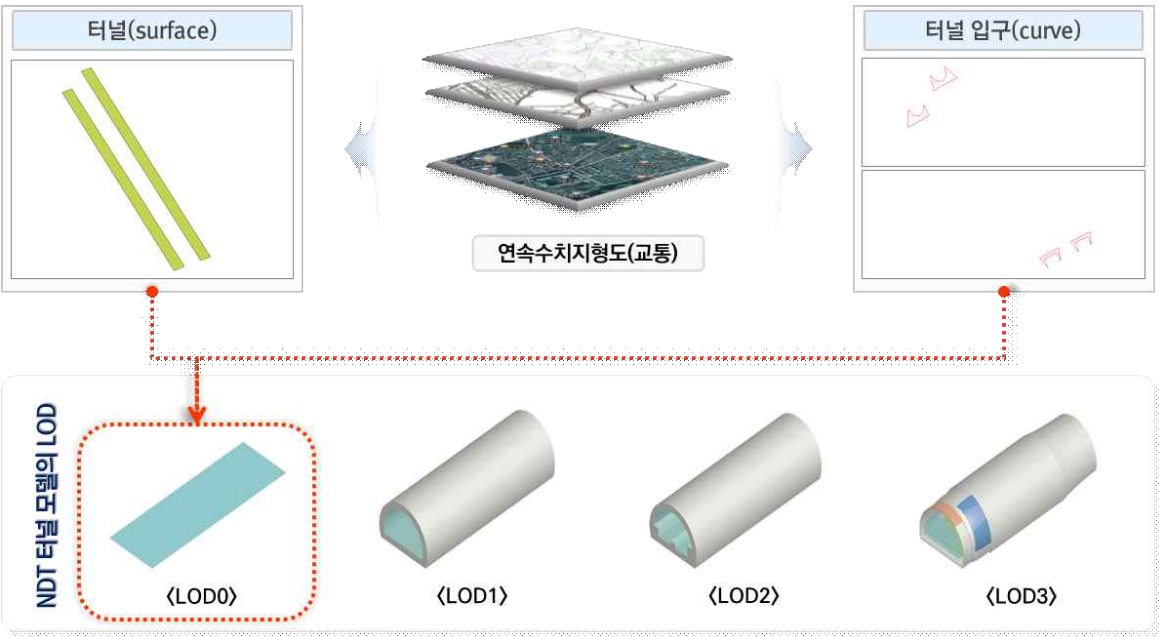 터널(surface)
터널 입구(curve)
연속수치지형도(교통)
NDT 터널 모델의 LOD
〈LOD0〉
〈LOD1〉
〈LOD2〉
〈LOD3〉